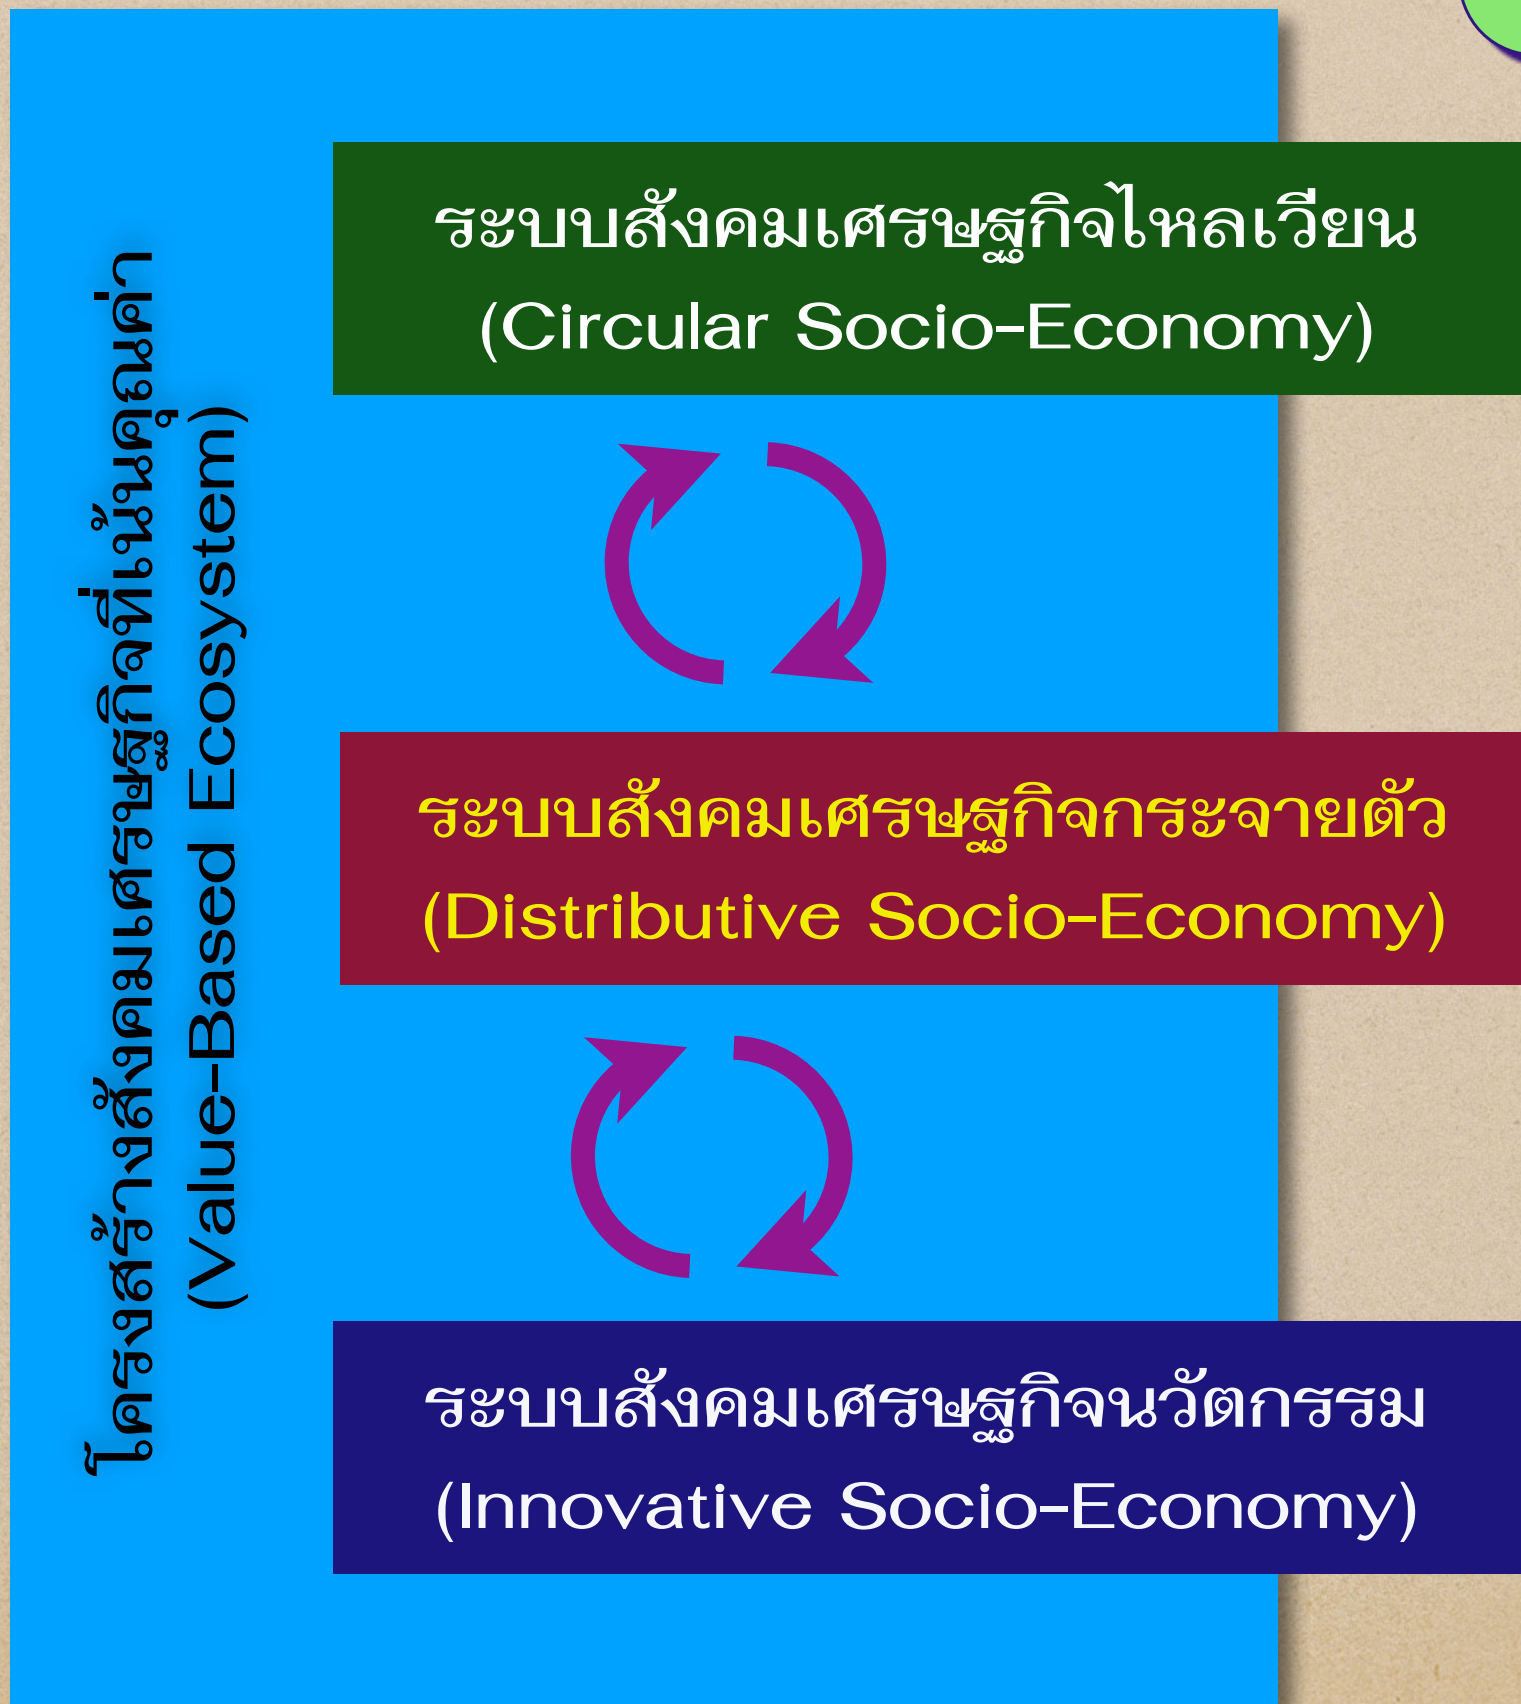 โครงสร้างสังคมเศรษฐกิจที่เน้นคุณค่า
(Value-Based Ecosystem)
ระบบสังคมเศรษฐกิจไหลเวียน
(Circular Socio-Economy)
ระบบสังคมเศรษฐกิจกระจายตัว
(Distributive Socio-Economy)
ระบบสังคมเศรษฐกิจนวัตกรรม
(Innovative Socio-Economy)